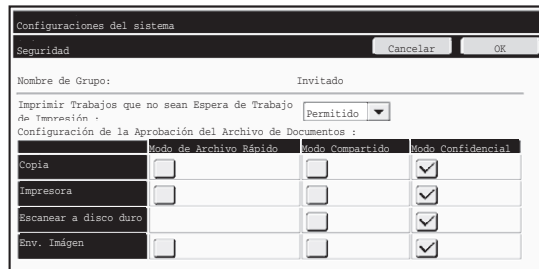 Configuraciones del sistema
Seguridad Cancelar OK
Nombre de Grupo: Invitado
Imprimir Trabajos que no sean Espera de Trabajo
de Impresión : Permitido
Configuración de la Aprobación del Archivo de Documentos :
Modo de Archivo Rápido Modo Compartido Modo Confidencial
Copia
Impresora
Escanear a disco duro
Env. Imágen